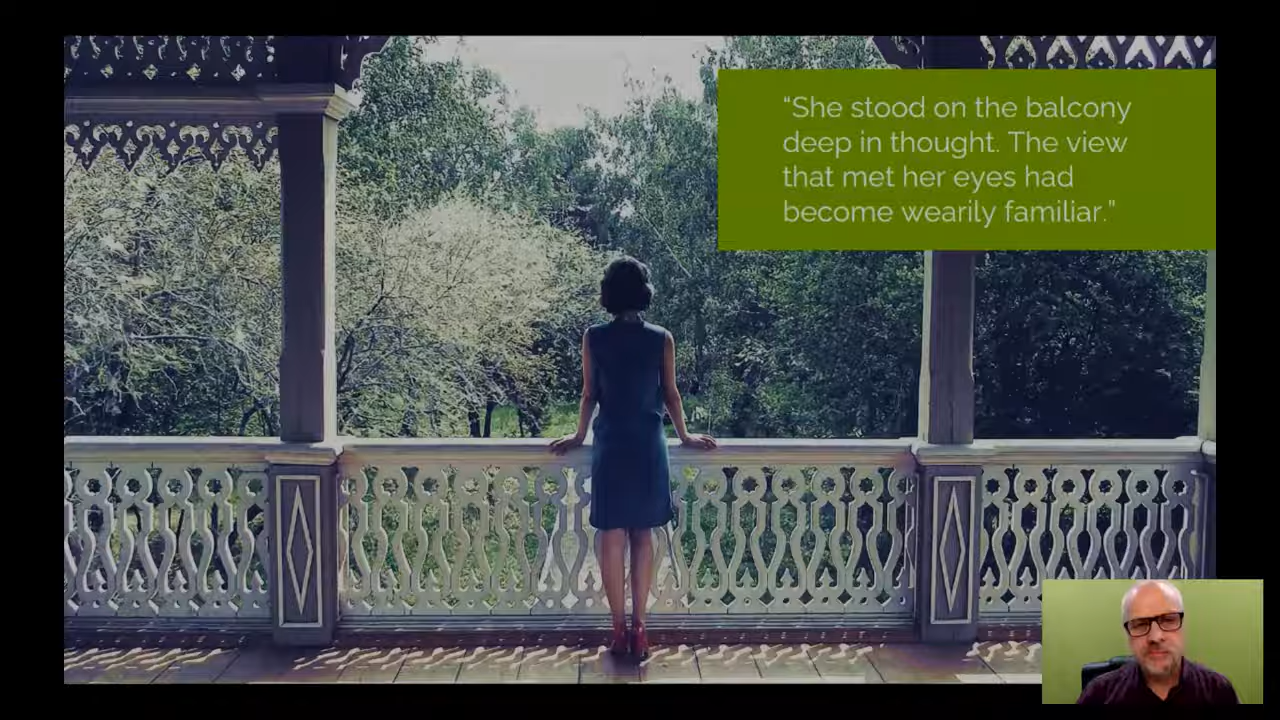 “She stood on the balcony
deep in thought. The view
that met her eyes had
become wearily familiar.”